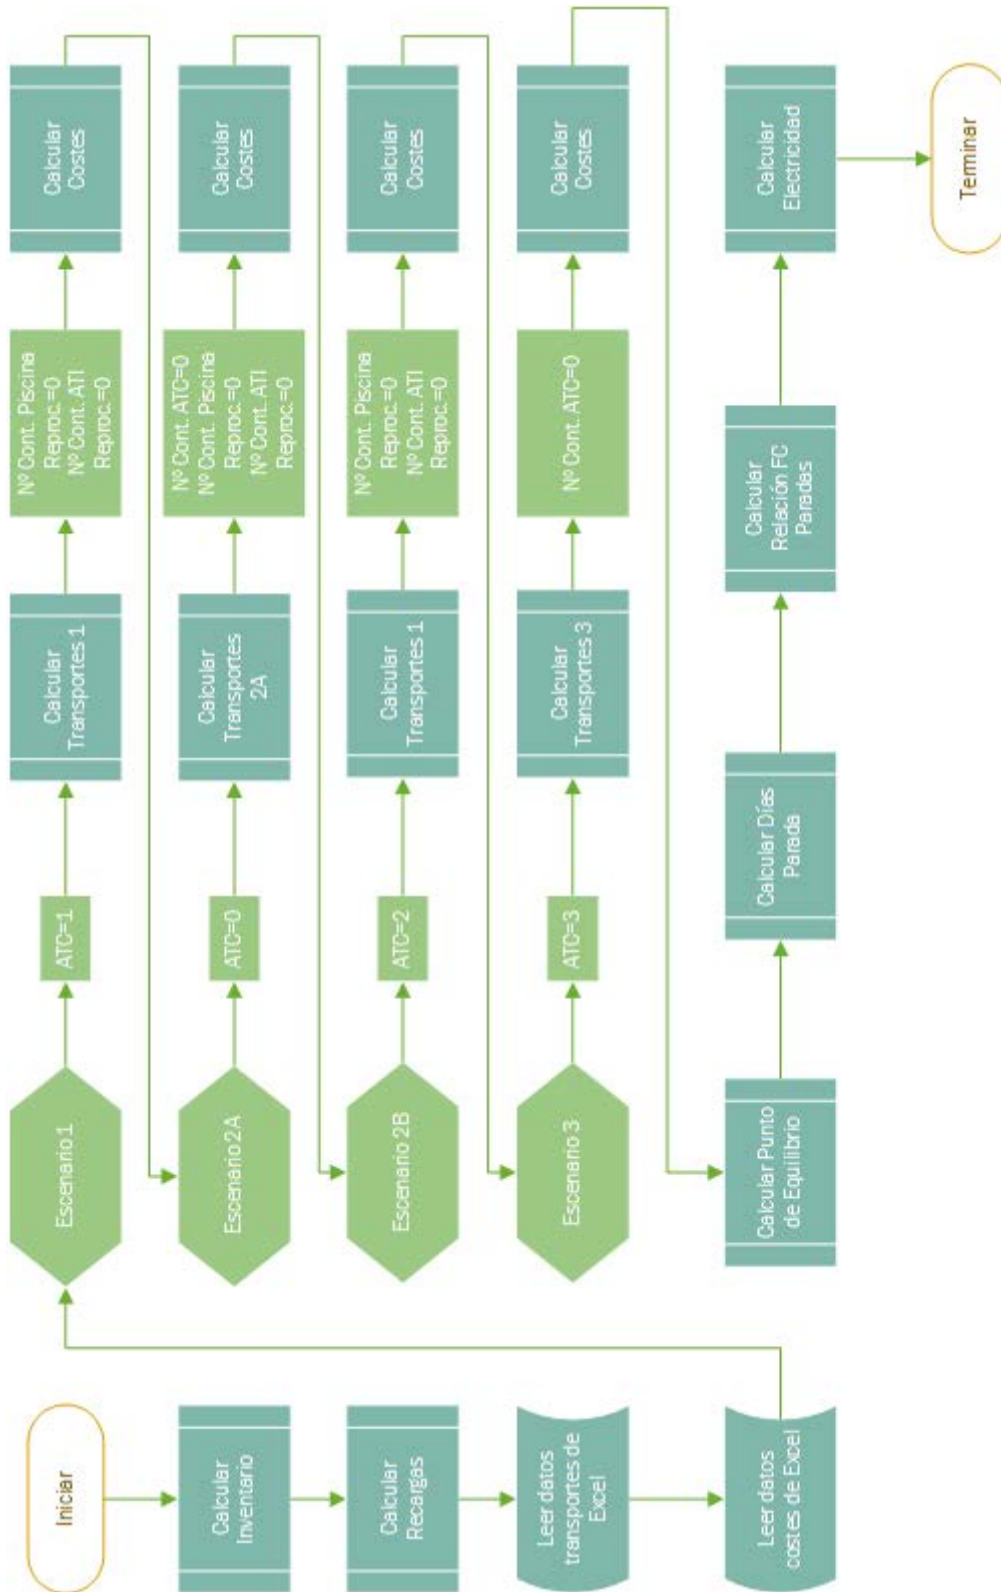 Iniciar
Calcular
Inventario
Calcular
Recargas
Leer datos
transportes de
Excel
Leer datos
costes de Excel
Escenario 1
ATC=1
Calcular
Transportes 1
Nº Cont. Piscina
Reproc.=0
Nº Cont. ATI
Reproc.=0
Calcular
Costes
Escenario 2A
ATC=0
Calcular
Transportes
2A
Nº Cont. ATC=0
Nº Cont. Piscina
Reproc.=0
Nº Cont. ATI
Reproc.=0
Calcular
Costes
Escenario 2B
ATC=2
Calcular
Transportes 1
Nº Cont. Piscina
Reproc.=0
Nº Cont. ATI
Reproc.=0
Calcular
Costes
Escenario 3
ATC=3
Calcular
Transportes 3
Nº Cont. ATC=0
Calcular
Costes
Calcular Punto
de Equilibrio
Calcular Días
Parada
Calcular
Relación FC
Paradas
Calcular
Electricidad
Terminar